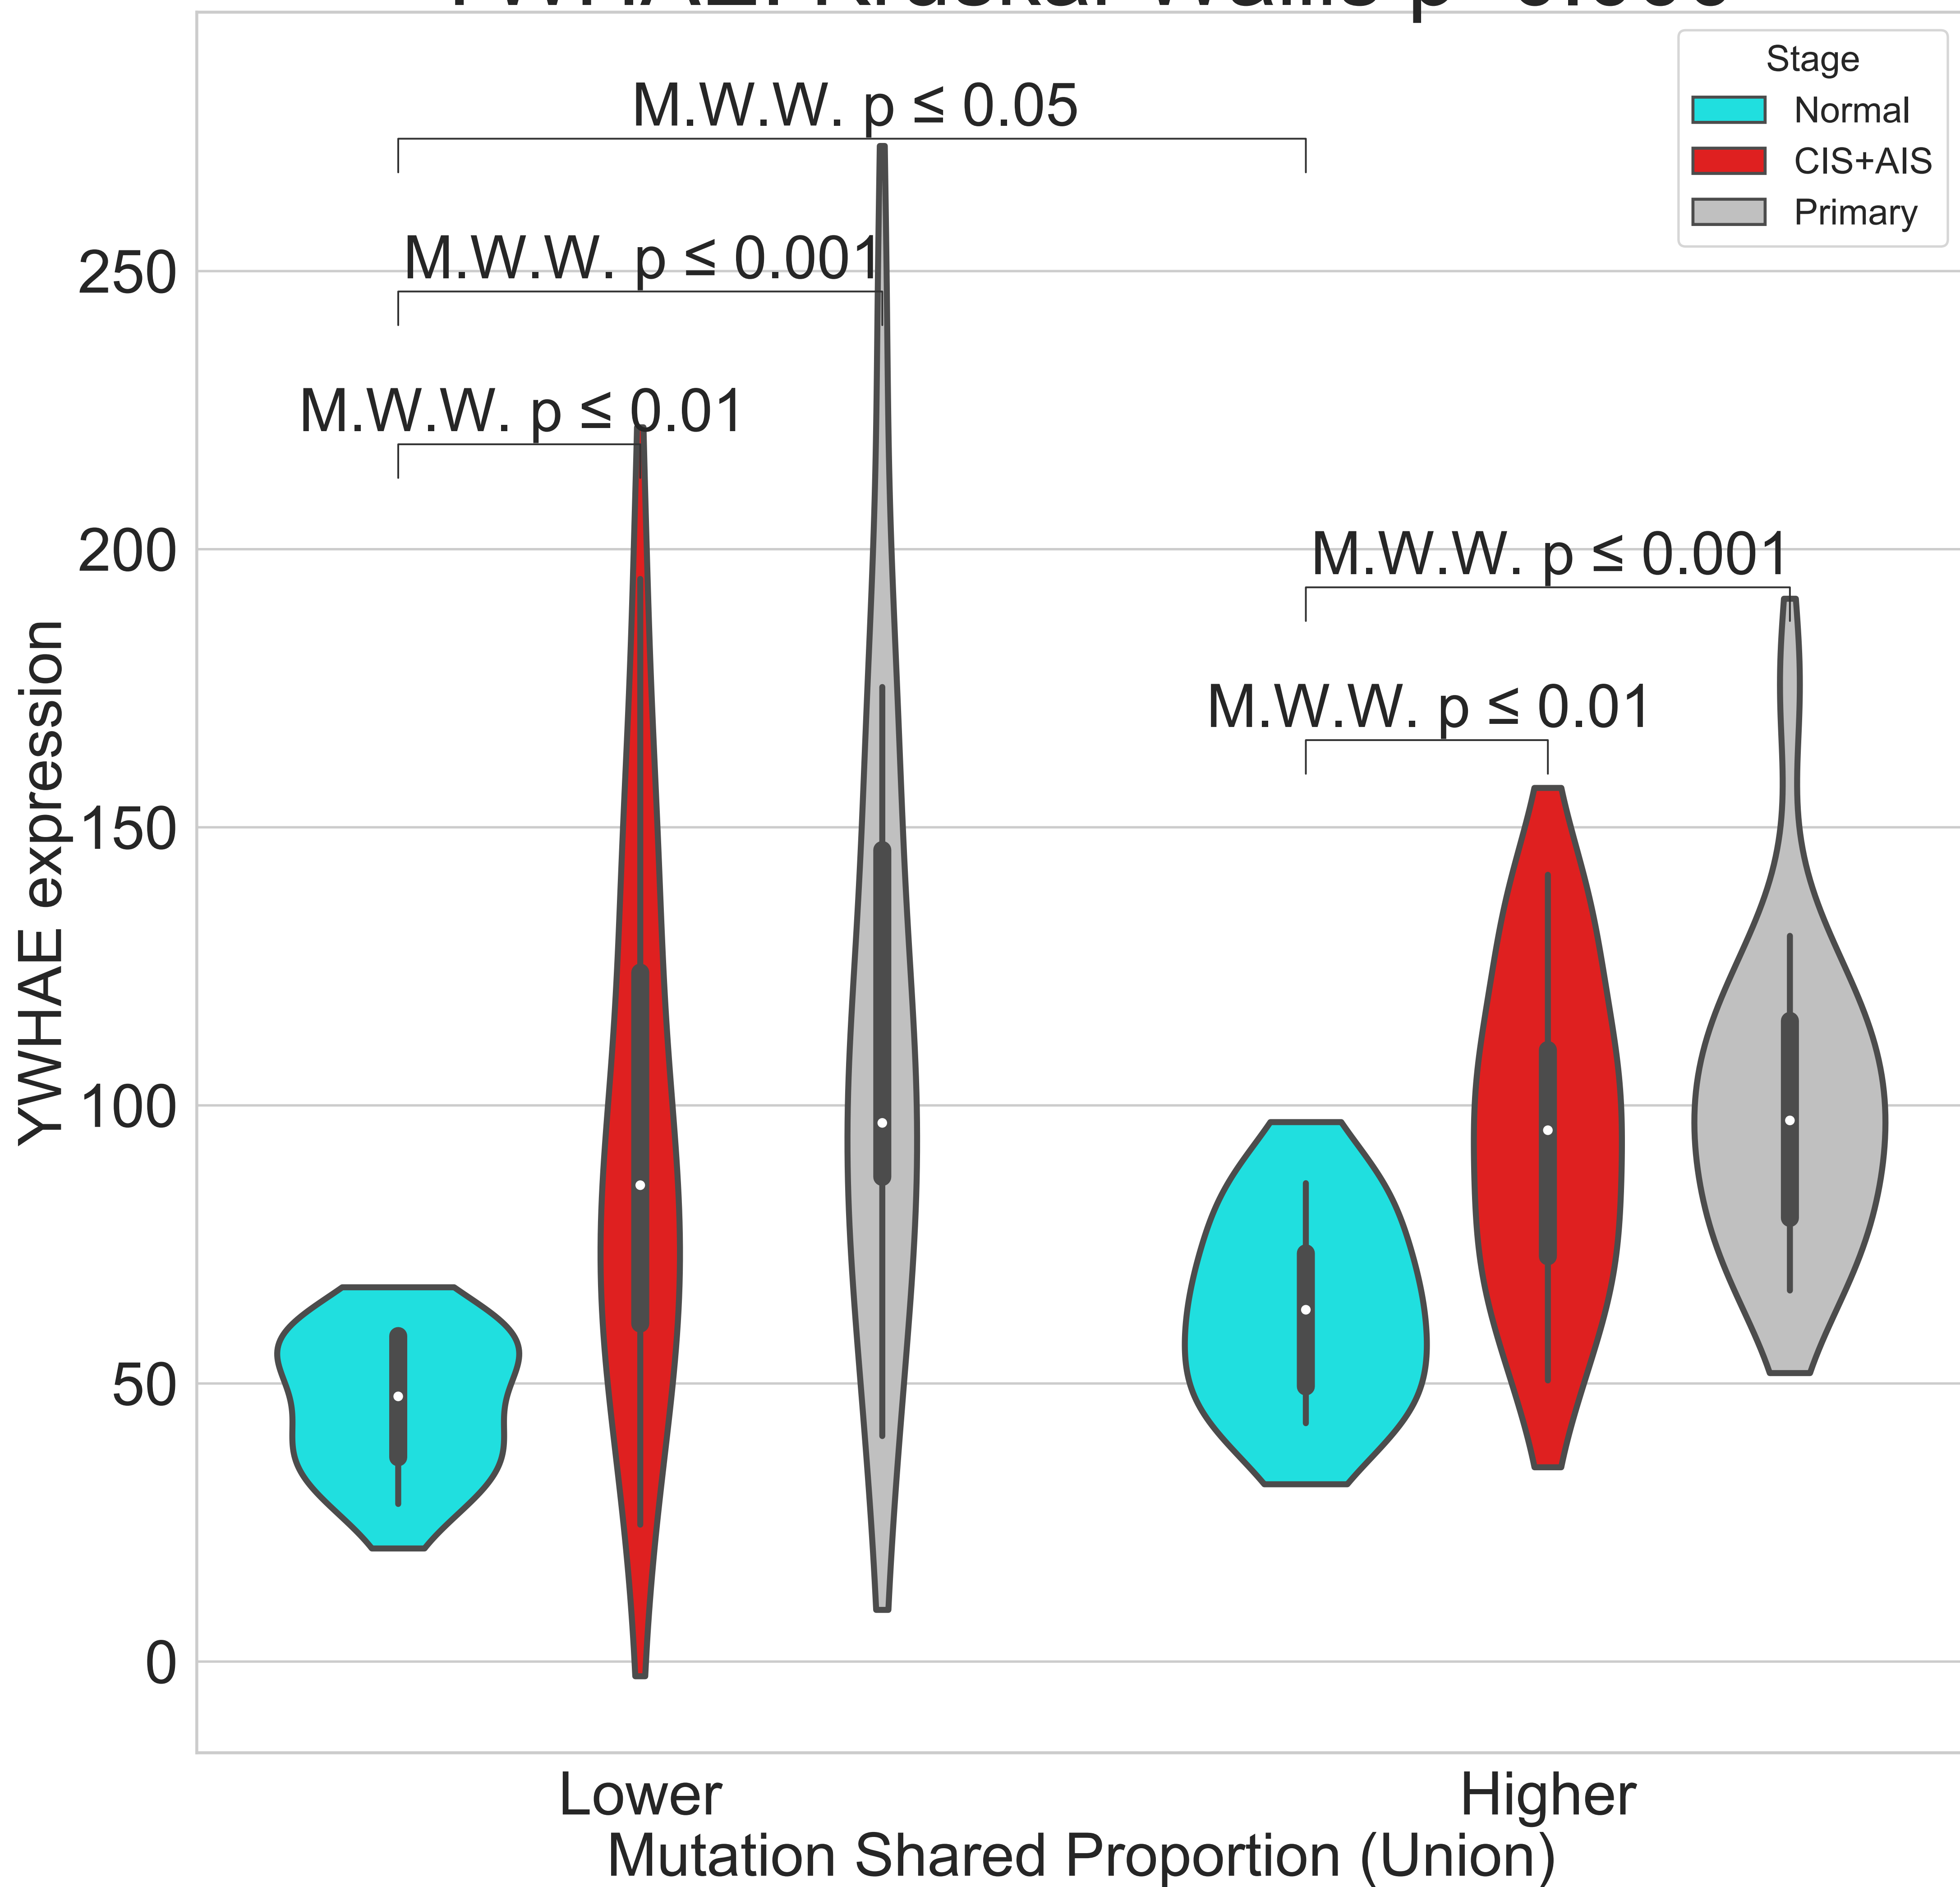 Stage
Normal
CIS+AIS
Primary
M.W.W. p ≤ 0.05
M.W.W. p ≤ 0.001
M.W.W. p ≤ 0.01
M.W.W. p ≤ 0.001
M.W.W. p ≤ 0.01
YWHAE expression
250
200
150
100
50
0
Lower
Higher
Mutation Shared Proportion (Union)